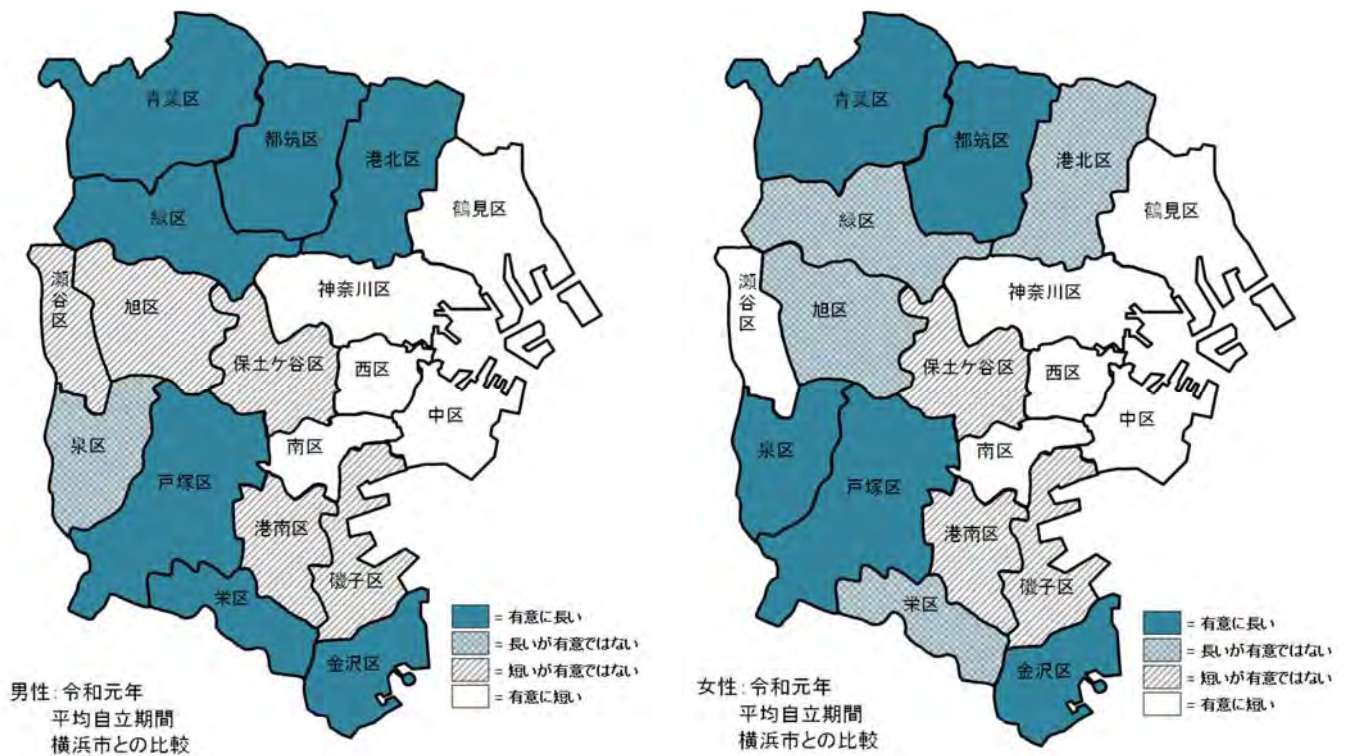 青葉区
都筑区
港北区
緑区
鶴見区
瀬谷区
旭区
神奈川区
保土ケ谷区
西区
中区
泉区
南区
戸塚区
港南区
磯子区
栄区
金沢区
= 有意に長い
= 長いが有意ではない
= 短いが有意ではない
= 有意に短い
男性:令和元年
平均自立期間
横浜市との比較
青葉区
都筑区
港北区
緑区
鶴見区
瀬谷区
旭区
神奈川区
保土ケ谷区
西区
中区
泉区
南区
戸塚区
港南区
磯子区
栄区
金沢区
= 有意に長い
= 長いが有意ではない
= 短いが有意ではない
= 有意に短い
女性:令和元年
平均自立期間
横浜市との比較